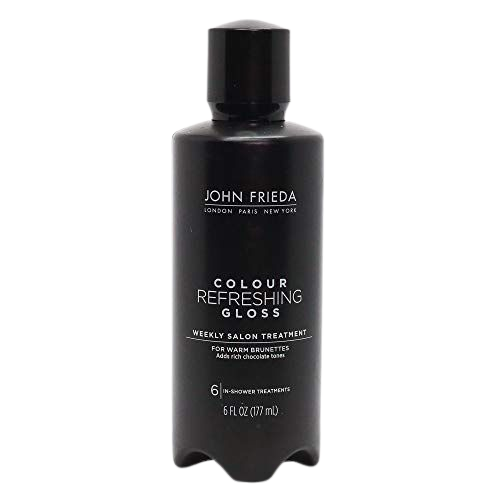 JOHN FRIEDA
LONDON PARIS NEW YORK
COLOUR
REFRESHING
GLOSS
WEEKLY SALON TREATMENT
FOR WARM BRUNETTES
Adds rich chocolate tones
6 IN-SHOWER TREATMENTS
6 FL OZ (177 mL)